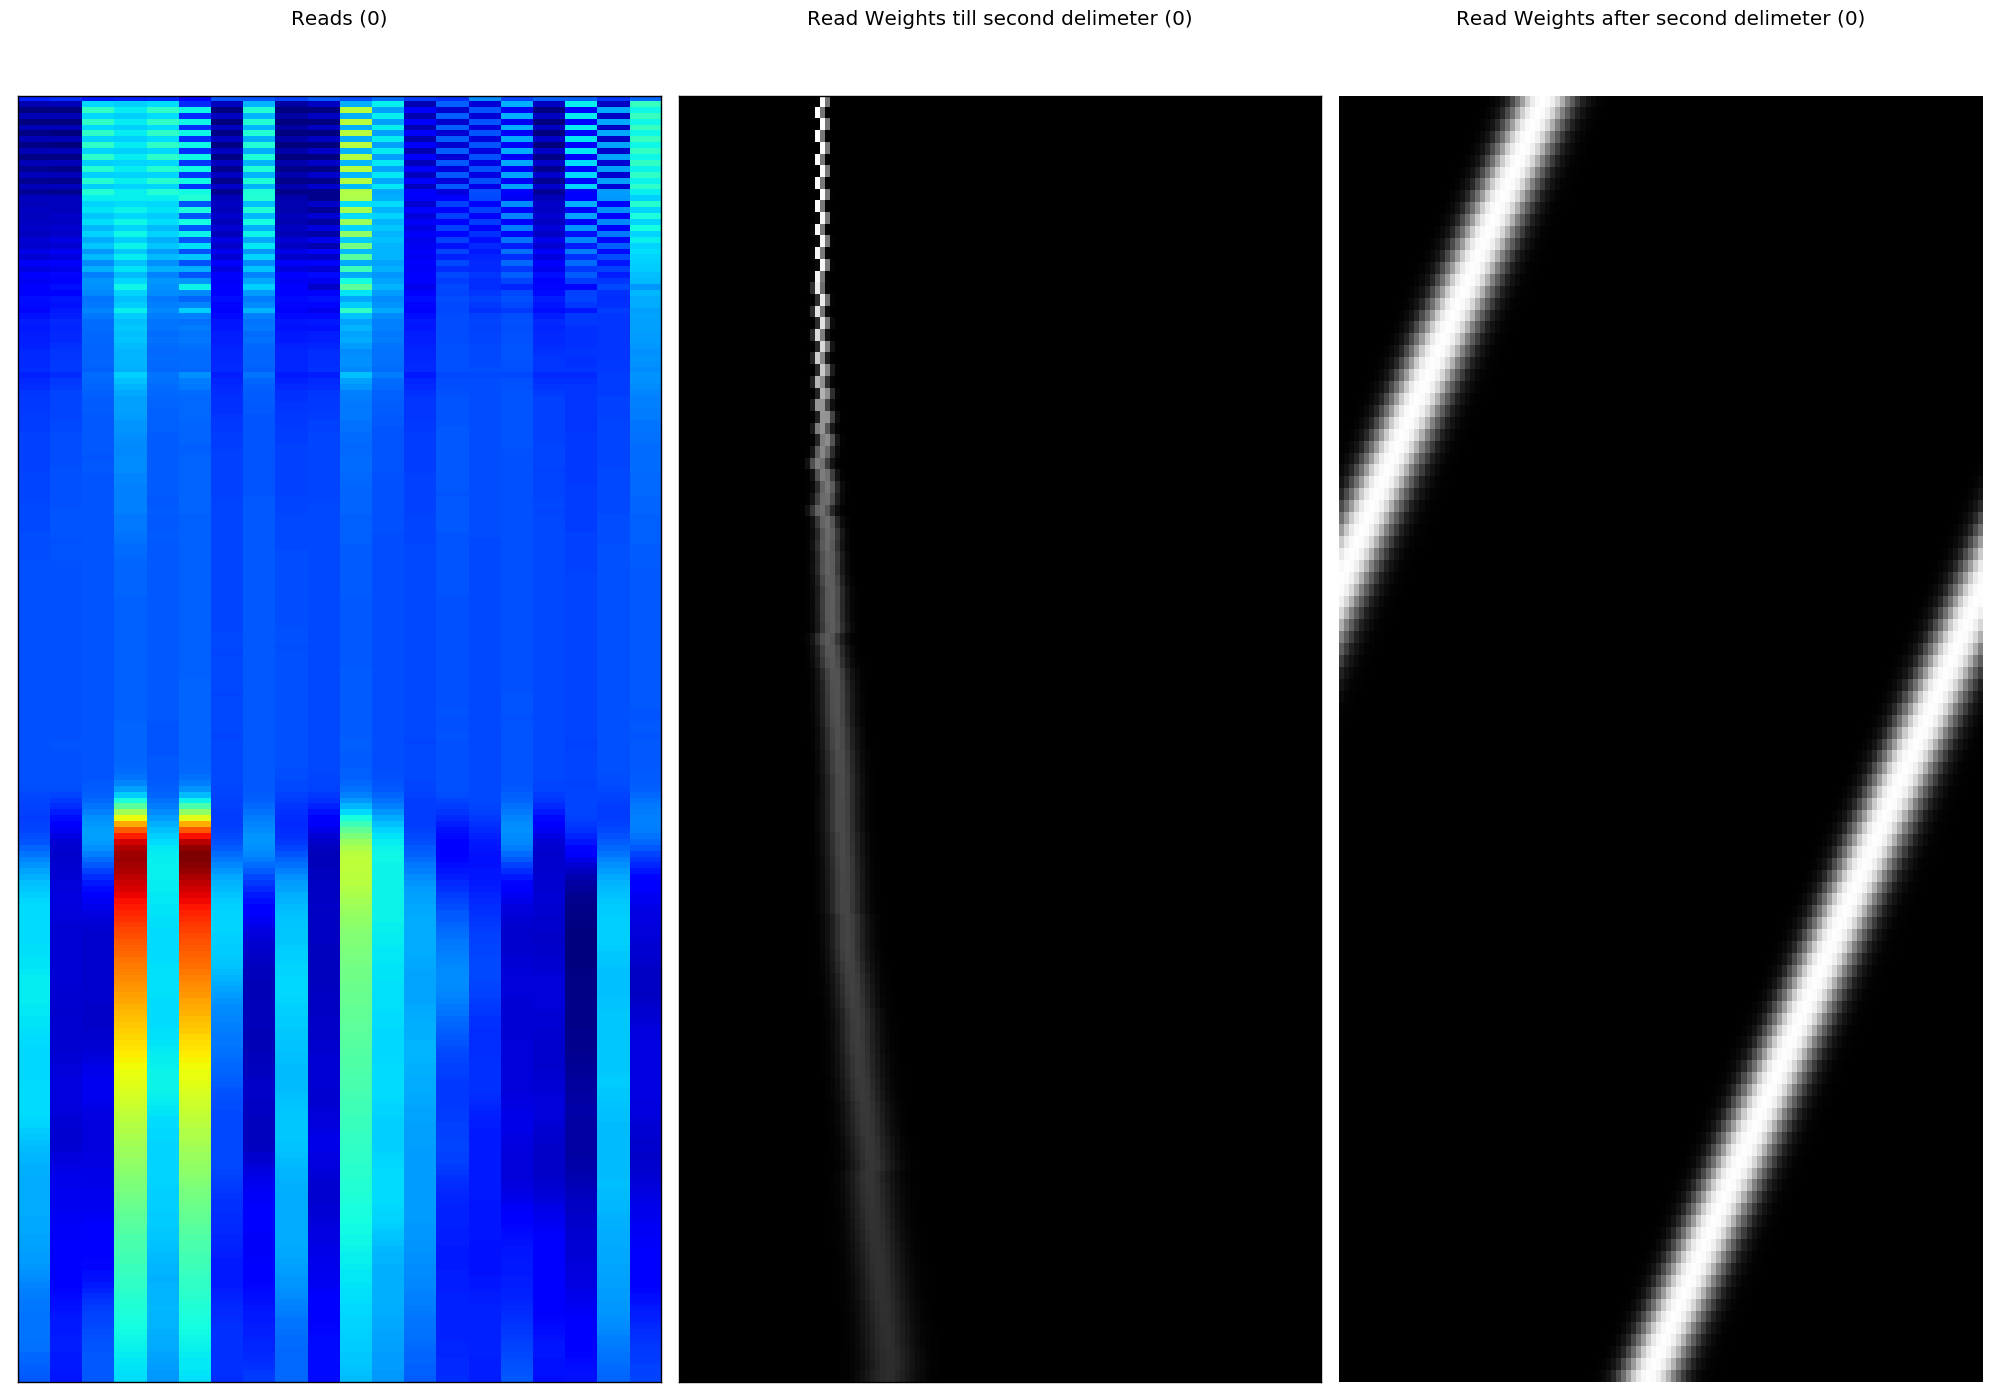 Reads (0)
Read Weights till second delimeter (0)
Read Weights after second delimeter (0)